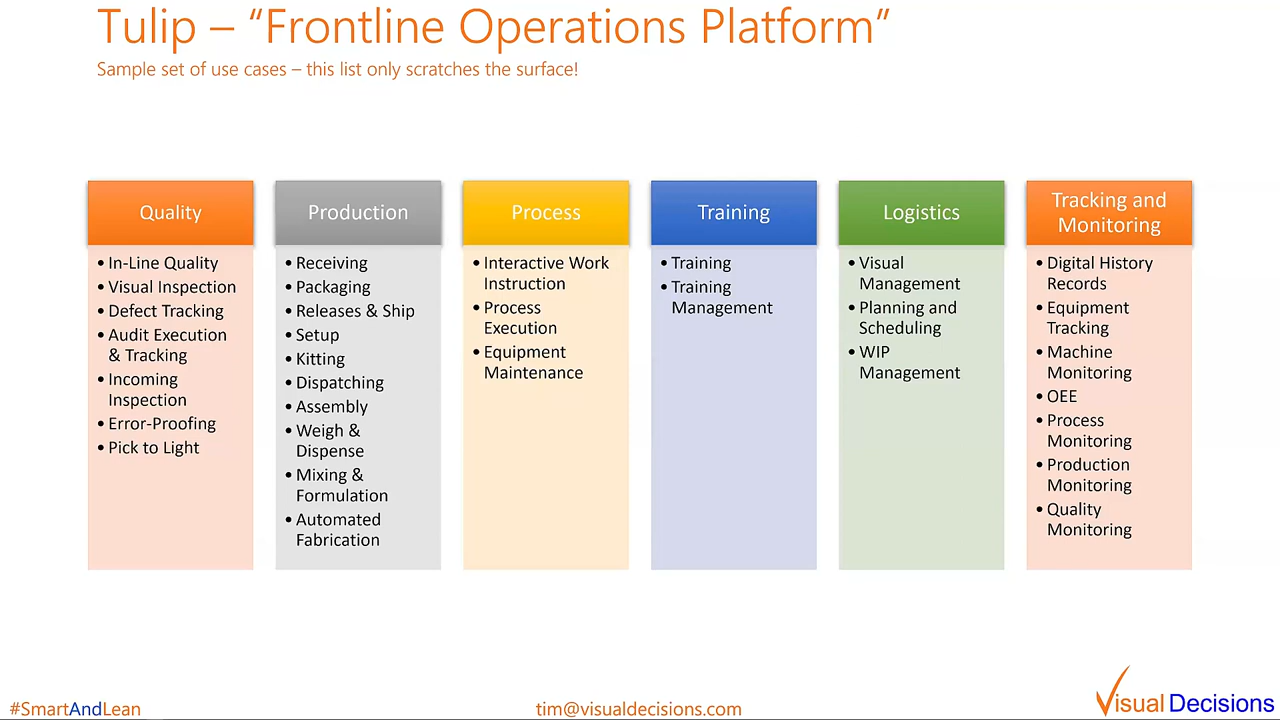 Tulip – “Frontline Operations Platform”
Sample set of use cases – this list only scratches the surface!
Quality
• In-Line Quality
• Visual Inspection
• Defect Tracking
• Audit Execution
& Tracking
• Incoming
Inspection
• Error-Proofing
• Pick to Light
Production
• Receiving
• Packaging
• Releases & Ship
• Setup
• Kitting
• Dispatching
• Assembly
• Weigh &
Dispense
• Mixing &
Formulation
• Automated
Fabrication
Process
• Interactive Work
Instruction
• Process
Execution
• Equipment
Maintenance
Training
• Training
• Training
Management
Logistics
• Visual
Management
• Planning and
Scheduling
• WIP
Management
Tracking and
Monitoring
• Digital History
Records
• Equipment
Tracking
• Machine
Monitoring
• OEE
• Process
Monitoring
• Production
Monitoring
• Quality
Monitoring
#SmartAndLean
tim@visualdecisions.com
Visual Decisions